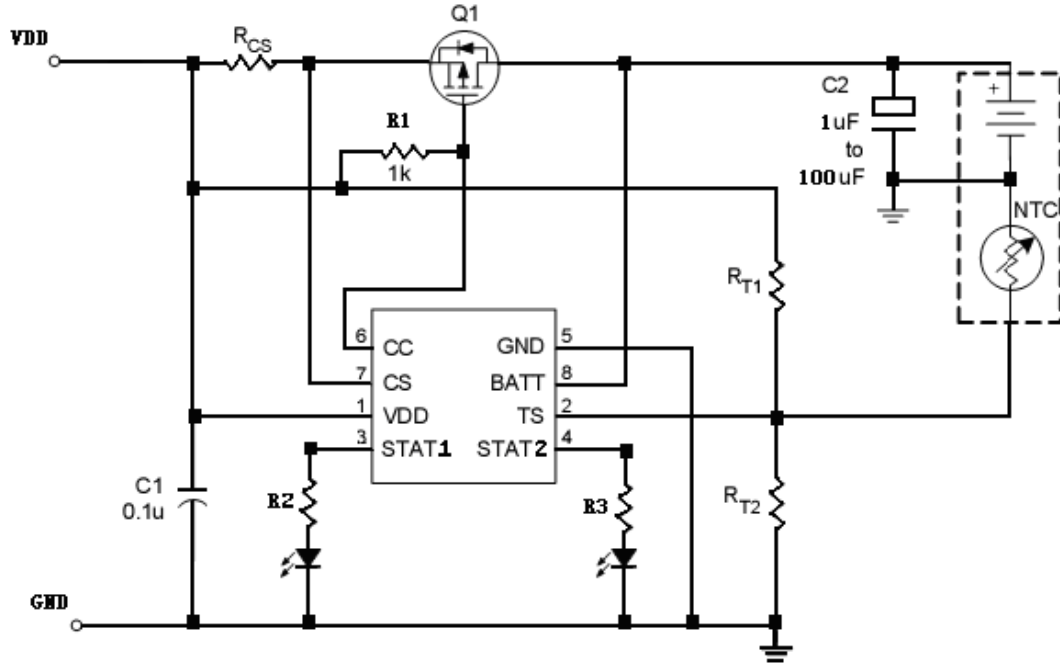 Q1
VDD
RCS
C2
+
1uF
to
100uF
R1
1k
NTC
RT1
6 CC
GND 5
7 CS
BATT 8
1 VDD
TS 2
3 STAT1
STAT2 4
C1
0.1u
R2
R3
RT2
GND